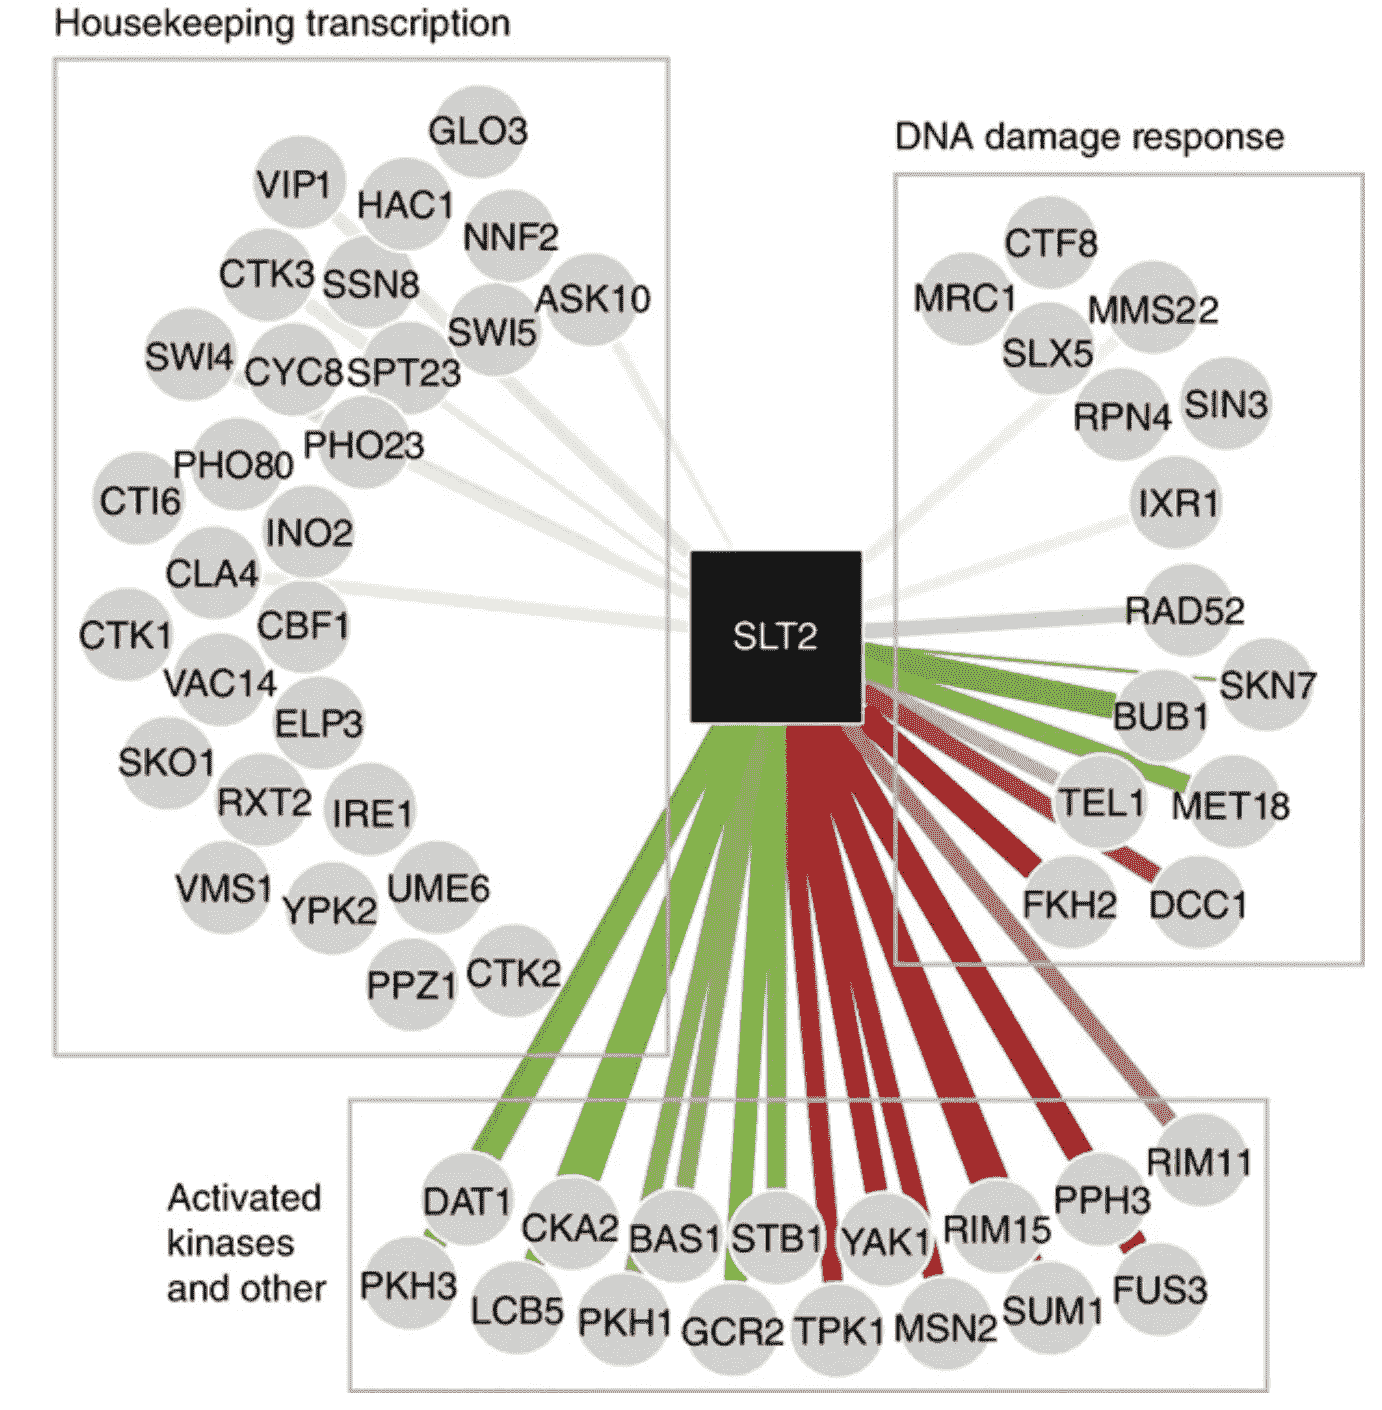 Housekeeping transcription
GLO3
VIP1
HAC1
NNF2
CTK3
SSN8
ASK10
SWI5
SWI4
CYC8
SPT23
PHO23
PHO80
CTI6
INO2
CLA4
CTK1
CBF1
VAC14
ELP3
SKO1
RXT2
IRE1
VMS1
YPK2
UME6
PPZ1
CTK2
SLT2
DNA damage response
CTF8
MRC1
MMS22
SLX5
RPN4
SIN3
IXR1
RAD52
SKN7
BUB1
TEL1
MET18
FKH2
DCC1
Activated
kinases
and other
DAT1
CKA2
BAS1
STB1
YAK1
RIM15
PPH3
RIM11
PKH3
LCB5
PKH1
GCR2
TPK1
MSN2
SUM1
FUS3